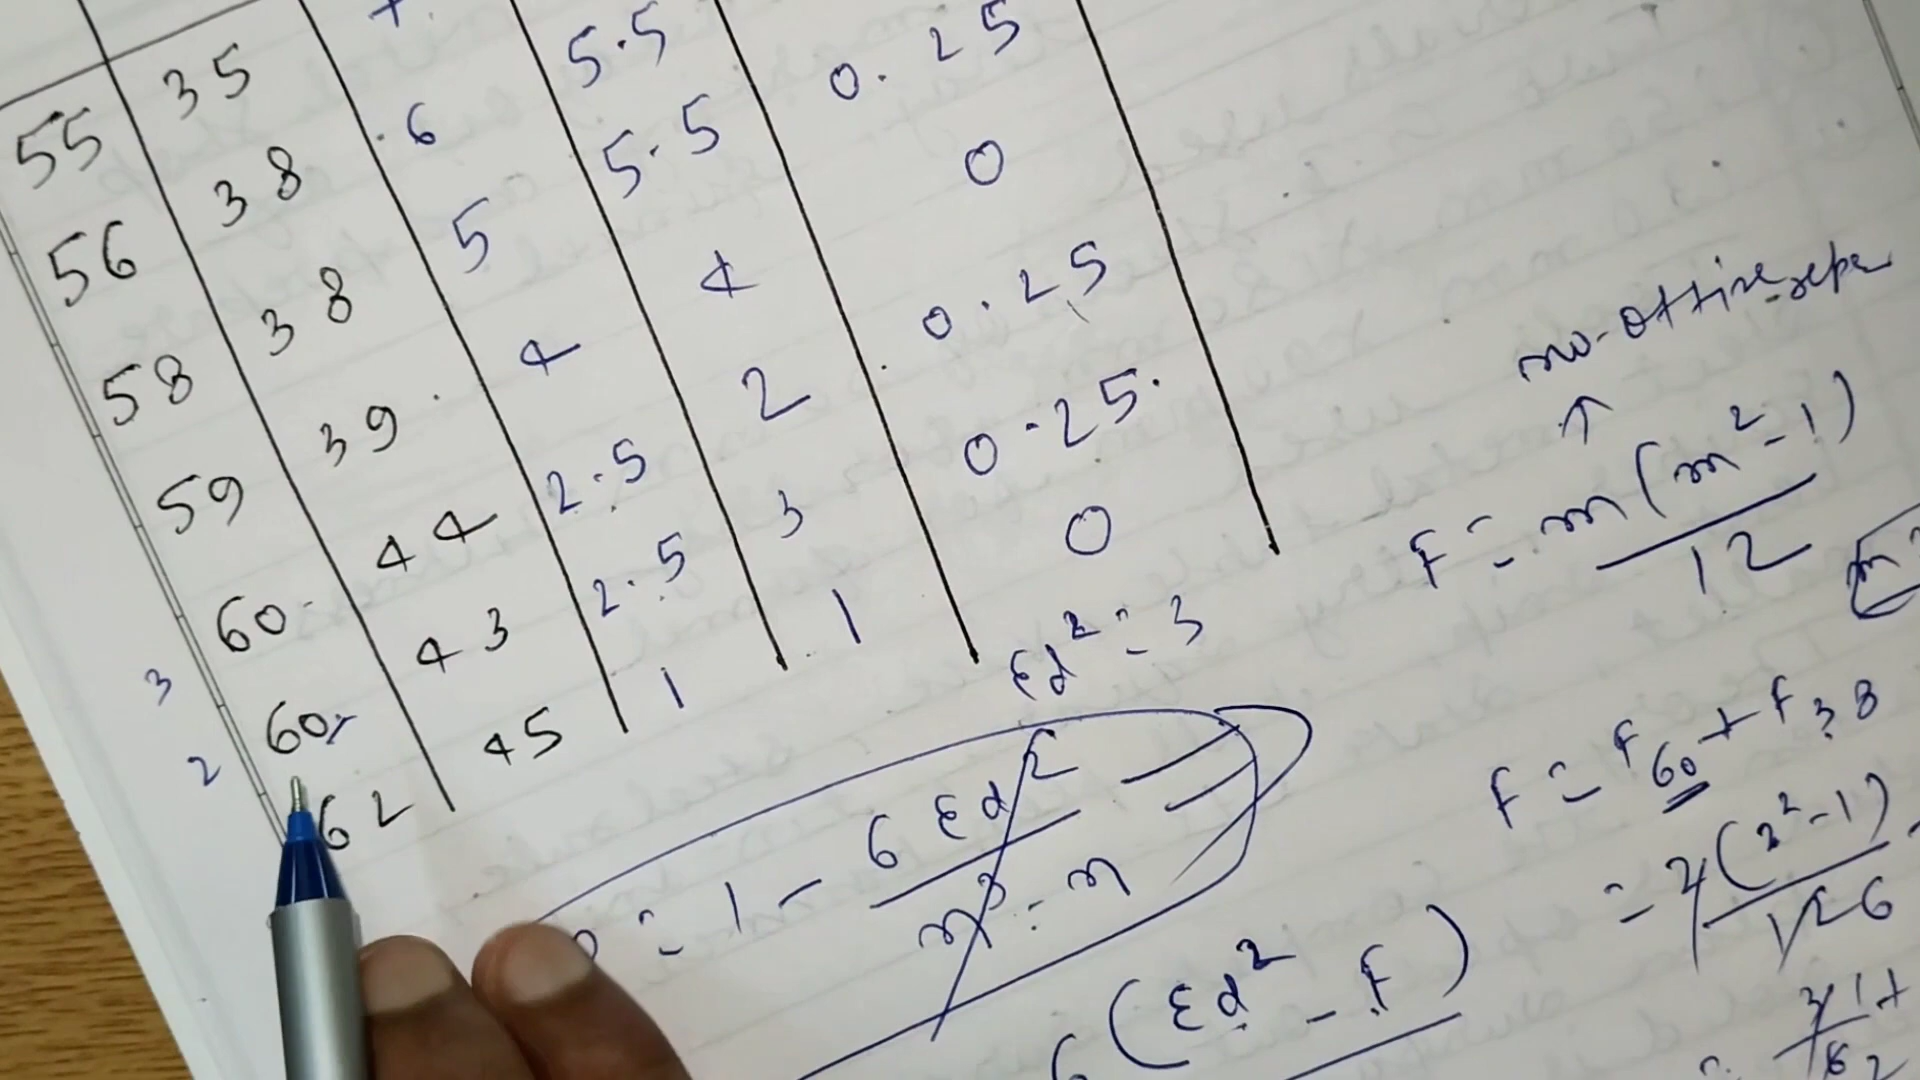 55 35 7 5.5 0.25
56 38 6 5.5 0
58 38 5 4 0.25
59 39 4 2 0.25
60 44 2.5 3 0
60 43 2.5 1 Σd² = 3
62 45 1
3
2
= 1 - 6 Σd² / n³ - n
6 (Σd² - F)
no. of time
↑
F = m(m² - 1) / 12
F = F60 + F38
= 2(2² - 1) / 12 6